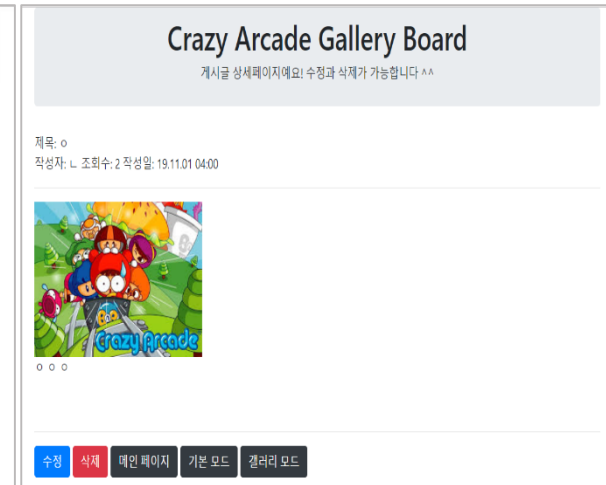 Crazy Arcade Gallery Board
게시글 상세페이지예요! 수정과 삭제가 가능합니다 ^^
제목: ㅇ
작성자: ㄴ 조회수: 2 작성일: 19.11.01 04:00
Crazy Arcade
ㅇ ㅇ ㅇ
수정 삭제 메인 페이지 기본 모드 갤러리 모드